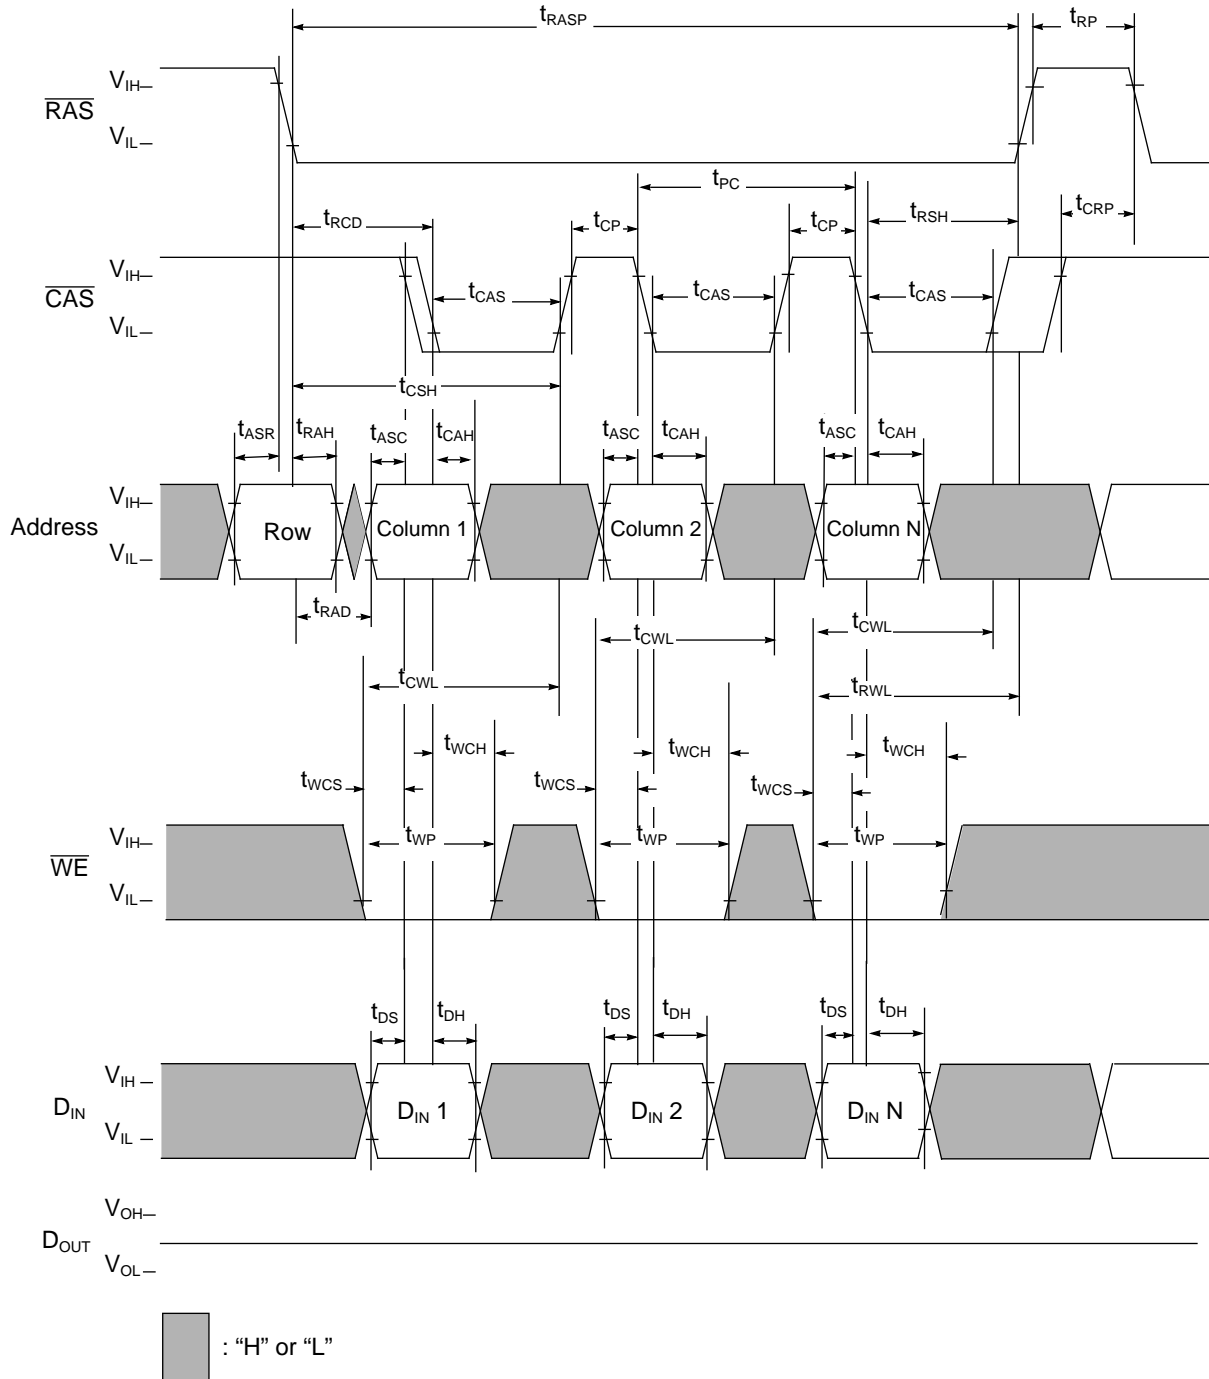 tRASP
tRP
VIH
RAS
VIL
tPC
tRCD
tCP
tCP
tRSH
tCRP
VIH
CAS
VIL
tCAS
tCAS
tCAS
tCSH
tASR
tRAH
tASC
tCAH
tASC
tCAH
tASC
tCAH
VIH
Address
VIL
Row
Column 1
Column 2
Column N
tRAD
tCWL
tCWL
tCWL
tRWL
tWCH
tWCH
tWCH
tWCS
tWCS
tWCS
VIH
WE
VIL
tWP
tWP
tWP
tDS
tDH
tDS
tDH
tDS
tDH
VIH
DIN
VIL
DIN 1
DIN 2
DIN N
VOH
DOUT
VOL
: “H” or “L”